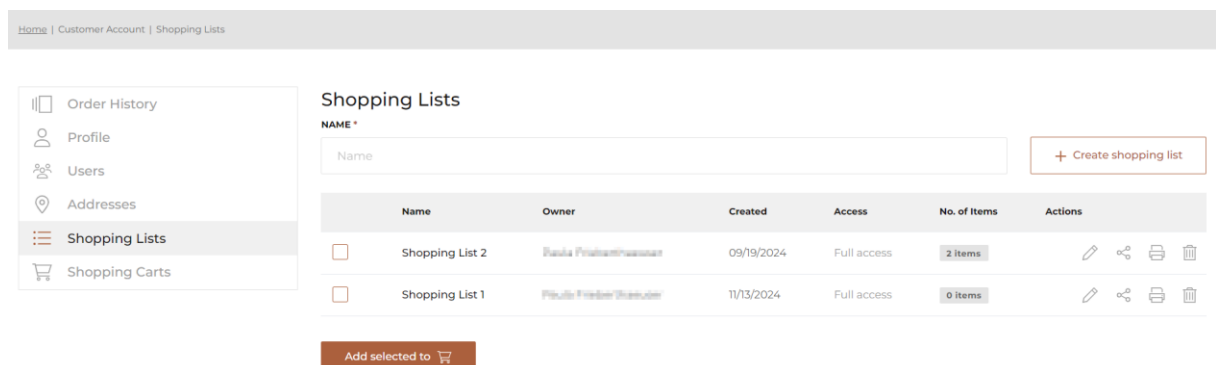 Home | Customer Account | Shopping Lists
Order History
Profile
Users
Addresses
Shopping Lists
Shopping Carts
Shopping Lists
NAME *
Name
+ Create shopping list
Name Owner Created Access No. of Items Actions
Shopping List 2 09/19/2024 Full access 2 items
Shopping List 1 11/13/2024 Full access 0 items
Add selected to